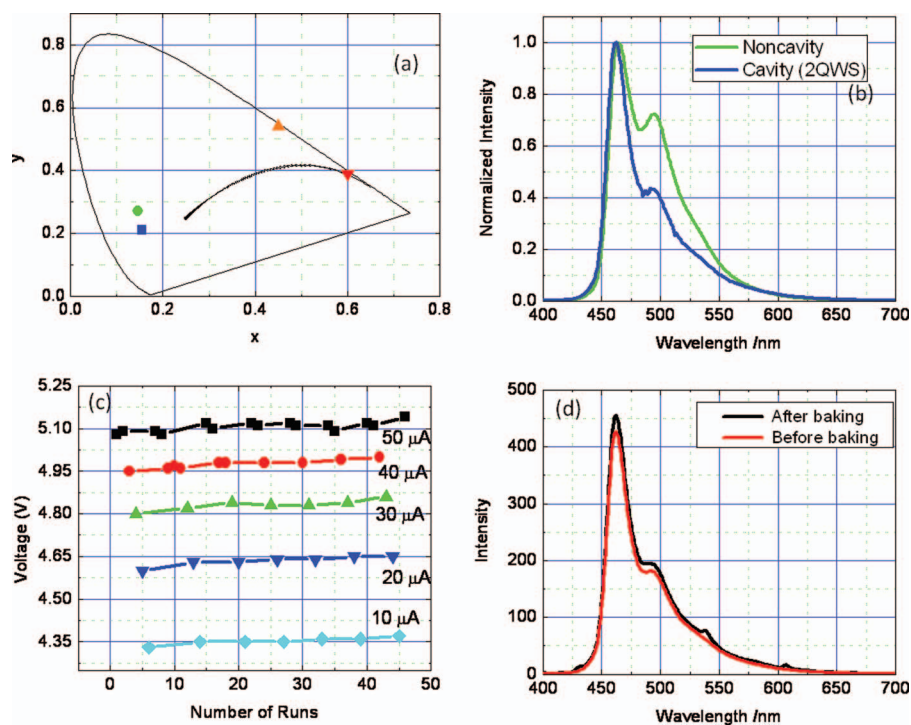 (a)
y
0.8
0.6
0.4
0.2
0.0
0.0 0.2 0.4 0.6 0.8
x
Noncavity
Cavity (2QWS)
(b)
Normalized Intensity
1.0
0.8
0.6
0.4
0.2
0.0
400 450 500 550 600 650 700
Wavelength /nm
(c)
Voltage (V)
5.25
5.10
4.95
4.80
4.65
4.35
50 µA
40 µA
30 µA
20 µA
10 µA
0 10 20 30 40 50
Number of Runs
(d)
After baking
Before baking
Intensity
500
400
300
200
100
0
400 450 500 550 600 650 700
Wavelength /nm